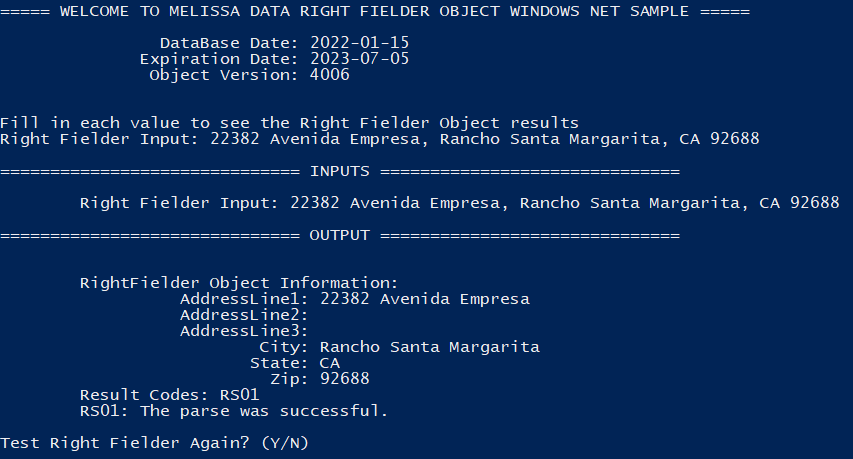 ===== WELCOME TO MELISSA DATA RIGHT FIELDER OBJECT WINDOWS NET SAMPLE =====
DataBase Date: 2022-01-15
Expiration Date: 2023-07-05
Object Version: 4006
Fill in each value to see the Right Fielder Object results
Right Fielder Input: 22382 Avenida Empresa, Rancho Santa Margarita, CA 92688
============================== INPUTS ==============================
Right Fielder Input: 22382 Avenida Empresa, Rancho Santa Margarita, CA 92688
============================== OUTPUT ==============================
RightFielder Object Information:
AddressLine1: 22382 Avenida Empresa
AddressLine2:
AddressLine3:
City: Rancho Santa Margarita
State: CA
Zip: 92688
Result Codes: RS01
RS01: The parse was successful.
Test Right Fielder Again? (Y/N)